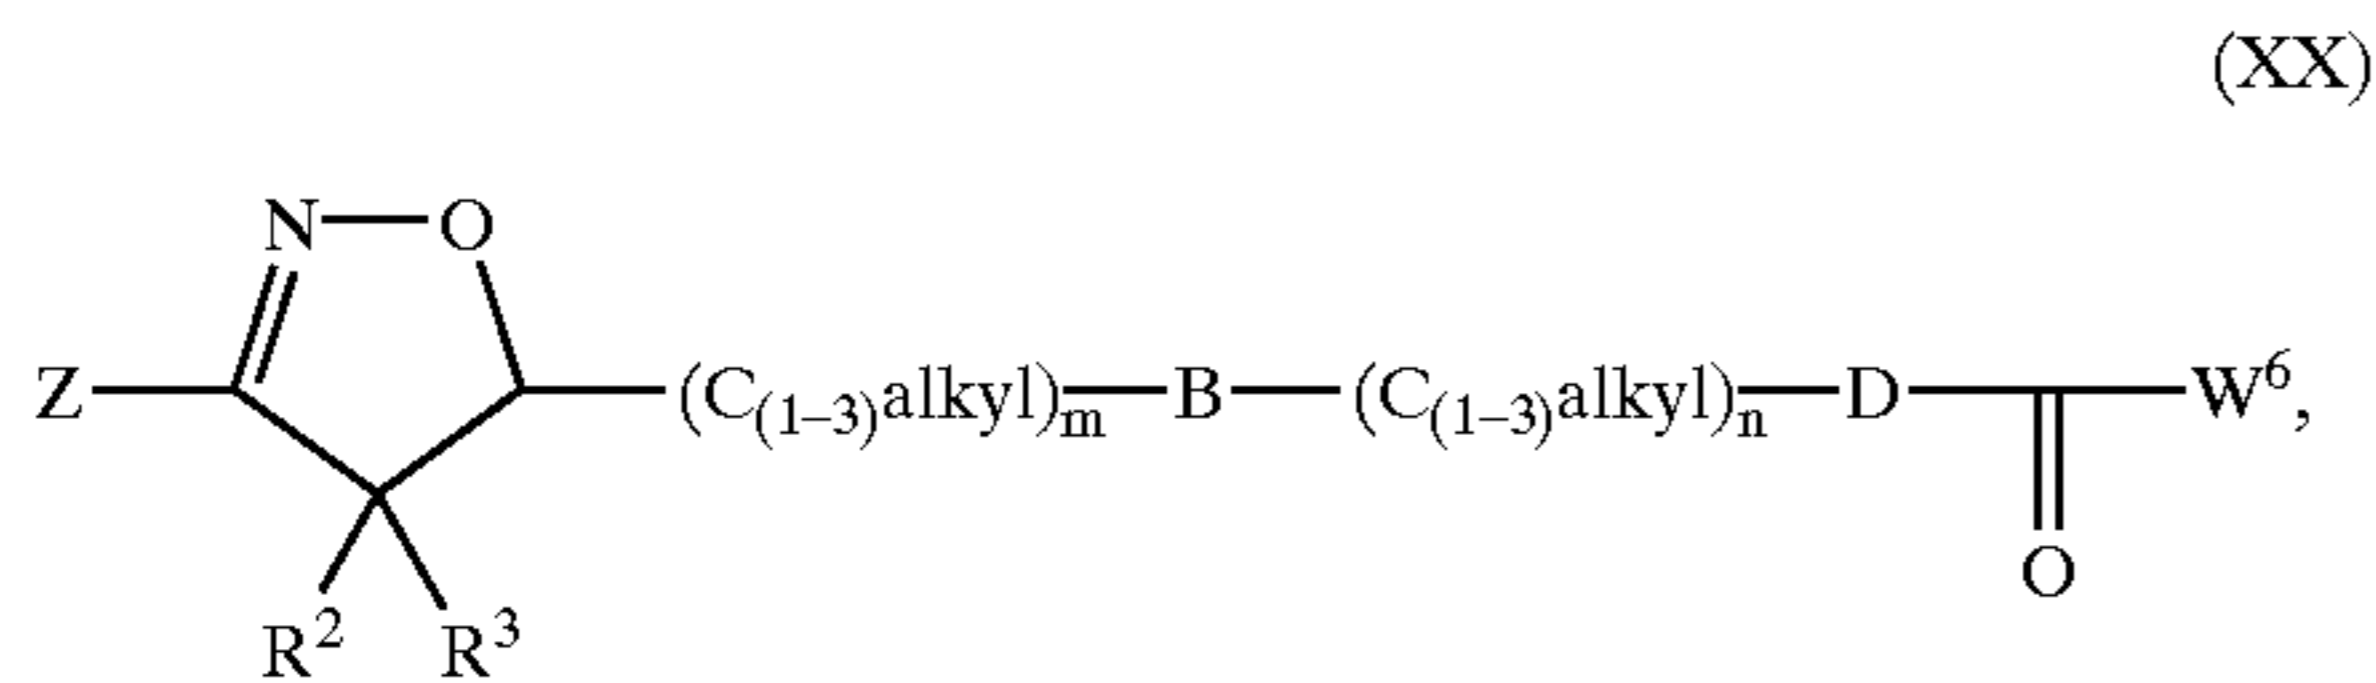 (XX)
N O
Z (C(1–3)alkyl)m B (C(1–3)alkyl)n D W6,
O
R2 R3